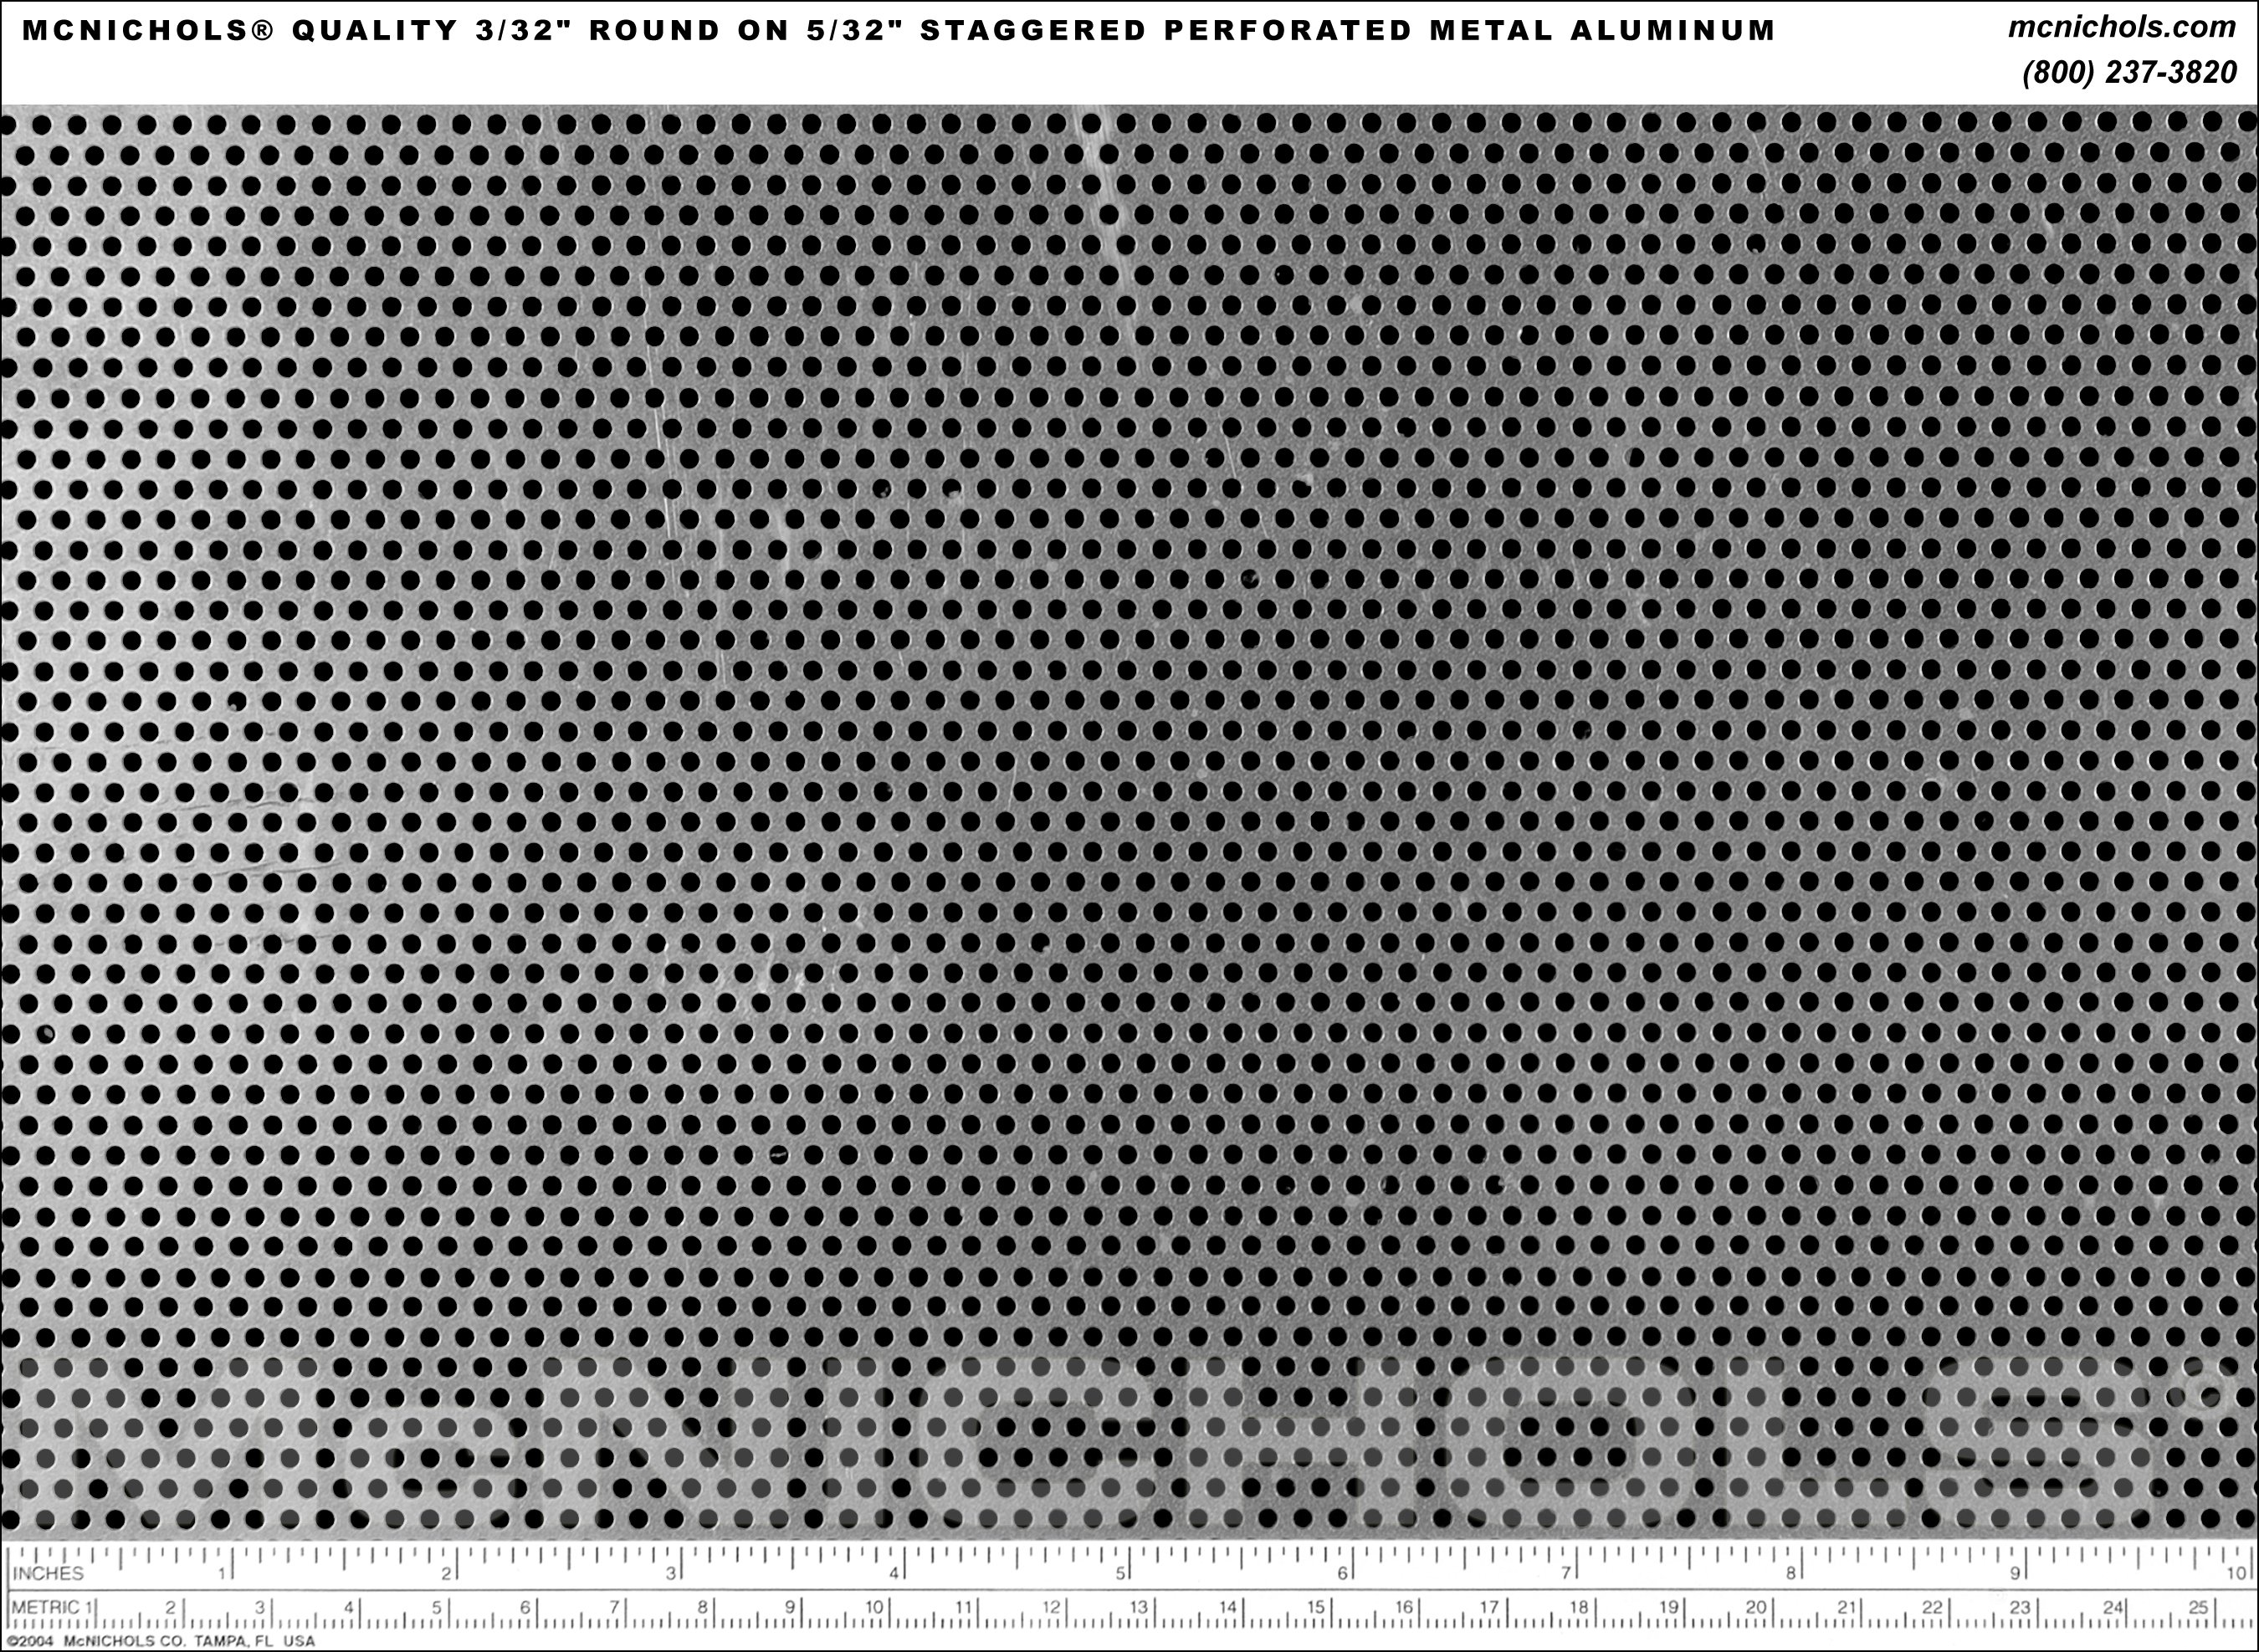 MCNICHOLS® QUALITY 3/32" ROUND ON 5/32" STAGGERED PERFORATED METAL ALUMINUM
mcnichols.com
(800) 237-3820
McNICHOLS®
INCHES 1 2 3 4 5 6 7 8 9 10
METRIC 1 2 3 4 5 6 7 8 9 10 11 12 13 14 15 16 17 18 19 20 21 22 23 24 25
©2004 McNICHOLS CO. TAMPA, FL USA